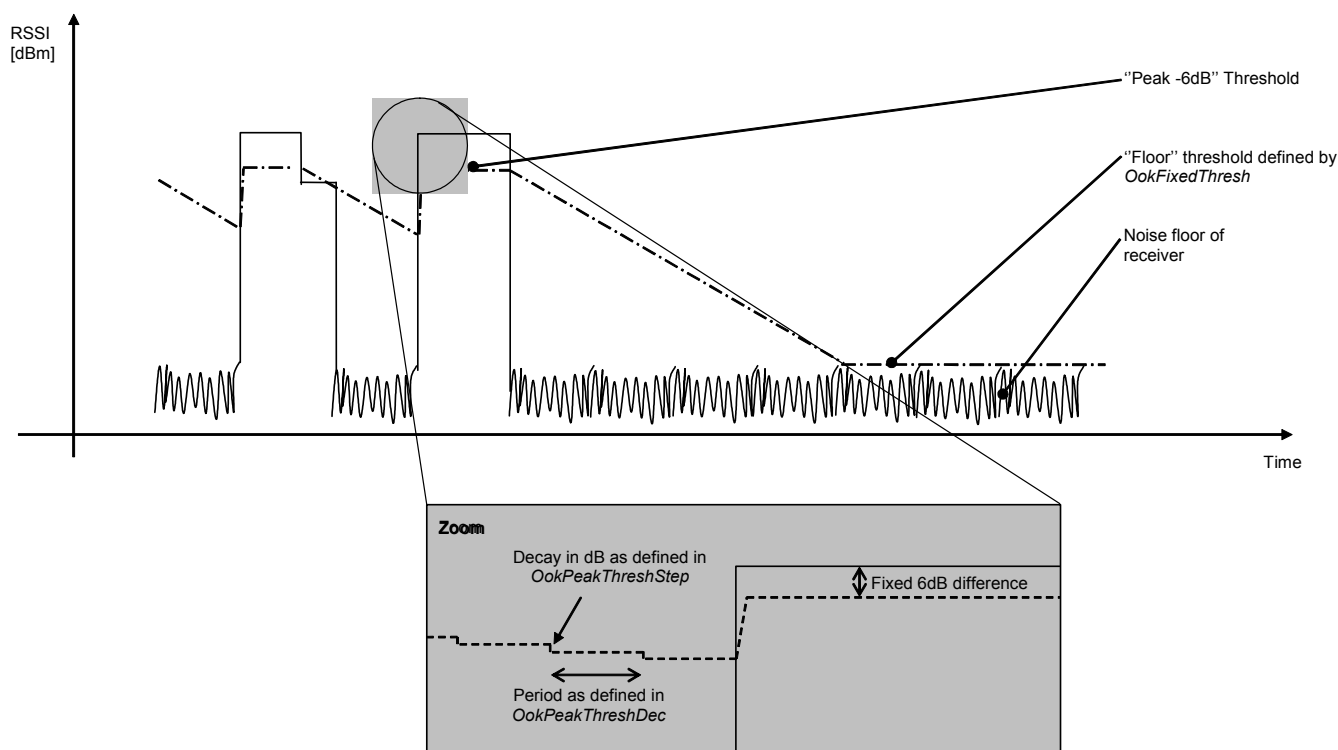 RSSI
[dBm]
‘’Peak -6dB’’ Threshold
‘’Floor’’ threshold defined by
OokFixedThresh
Noise floor of
receiver
Time
Zoom
Decay in dB as defined in
OokPeakThreshStep
Fixed 6dB difference
Period as defined in
OokPeakThreshDec